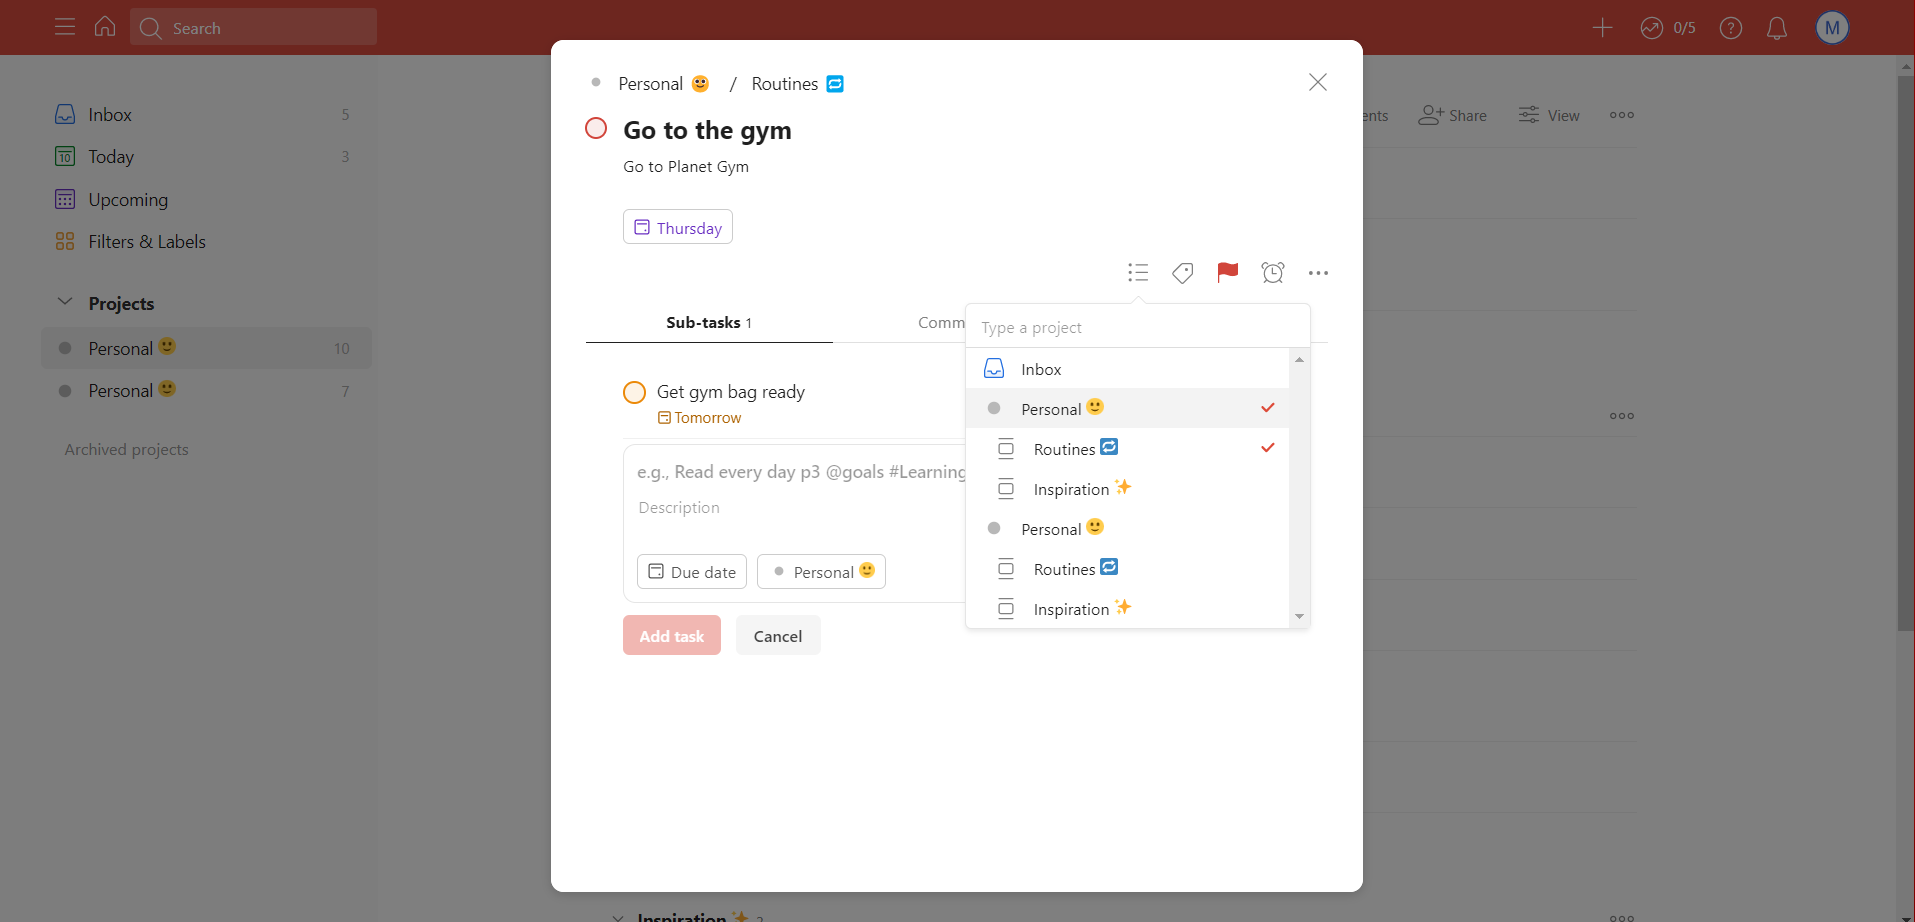 Search
0/5
M
Inbox 5
Today 3
10
Upcoming
Filters & Labels
Projects
Personal 🙂 10
Personal 🙂 7
Archived projects
Share
View
Personal 🙂 / Routines 🔁
Go to the gym
Go to Planet Gym
Thursday
Sub-tasks 1
Type a project
Inbox
Personal 🙂
Routines 🔁
Inspiration ✨
Personal 🙂
Routines 🔁
Inspiration ✨
Get gym bag ready
Tomorrow
e.g., Read every day p3 @goals #Learning
Description
Due date
Personal 🙂
Add task
Cancel
Inspiration ✨